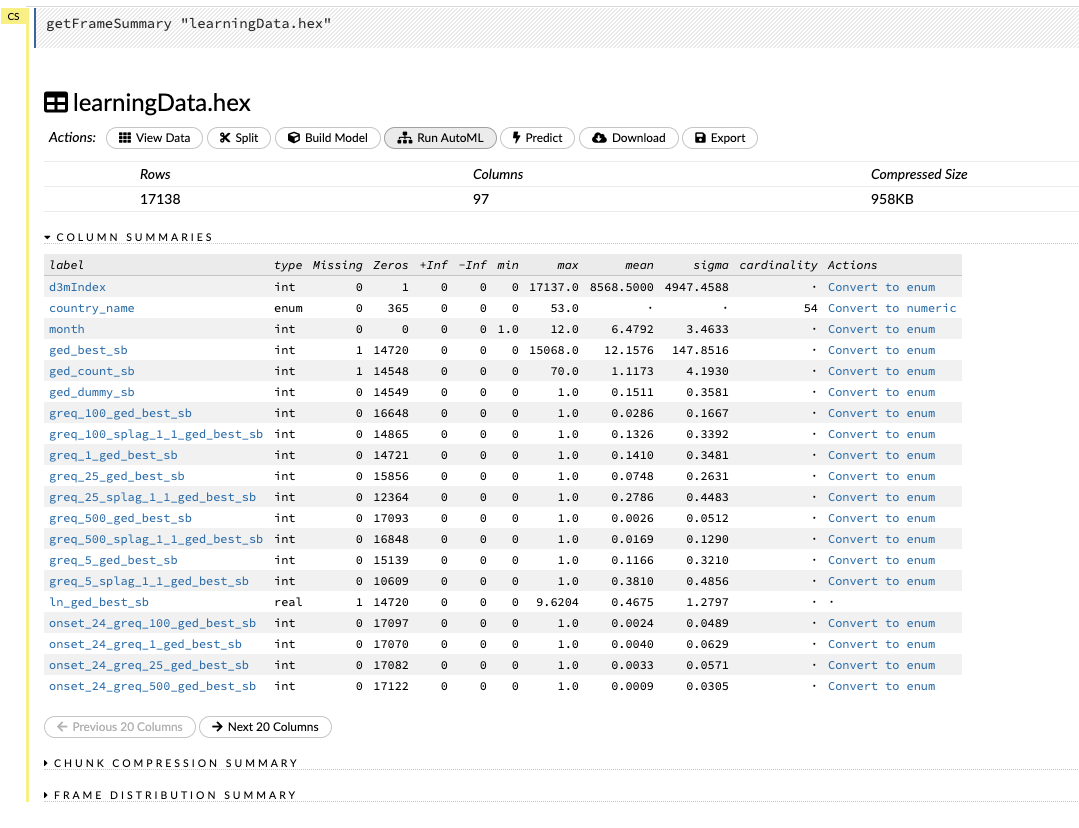 CS
getFrameSummary "learningData.hex"
learningData.hex
Actions: View Data Split Build Model Run AutoML Predict Download Export
Rows Columns Compressed Size
17138 97 958KB
COLUMN SUMMARIES
label type Missing Zeros +Inf -Inf min max mean sigma cardinality Actions
d3mIndex int 0 1 0 0 0 17137.0 8568.5000 4947.4588 · Convert to enum
country_name enum 0 365 0 0 0 53.0 · · 54 Convert to numeric
month int 0 0 0 0 1.0 12.0 6.4792 3.4633 · Convert to enum
ged_best_sb int 1 14720 0 0 0 15068.0 12.1576 147.8516 · Convert to enum
ged_count_sb int 1 14548 0 0 0 70.0 1.1173 4.1930 · Convert to enum
ged_dummy_sb int 0 14549 0 0 0 1.0 0.1511 0.3581 · Convert to enum
greq_100_ged_best_sb int 0 16648 0 0 0 1.0 0.0286 0.1667 · Convert to enum
greq_100_splag_1_1_ged_best_sb int 0 14865 0 0 0 1.0 0.1326 0.3392 · Convert to enum
greq_1_ged_best_sb int 0 14721 0 0 0 1.0 0.1410 0.3481 · Convert to enum
greq_25_ged_best_sb int 0 15856 0 0 0 1.0 0.0748 0.2631 · Convert to enum
greq_25_splag_1_1_ged_best_sb int 0 12364 0 0 0 1.0 0.2786 0.4483 · Convert to enum
greq_500_ged_best_sb int 0 17093 0 0 0 1.0 0.0026 0.0512 · Convert to enum
greq_500_splag_1_1_ged_best_sb int 0 16848 0 0 0 1.0 0.0169 0.1290 · Convert to enum
greq_5_ged_best_sb int 0 15139 0 0 0 1.0 0.1166 0.3210 · Convert to enum
greq_5_splag_1_1_ged_best_sb int 0 10609 0 0 0 1.0 0.3810 0.4856 · Convert to enum
ln_ged_best_sb real 1 14720 0 0 0 9.6204 0.4675 1.2797 · ·
onset_24_greq_100_ged_best_sb int 0 17097 0 0 0 1.0 0.0024 0.0489 · Convert to enum
onset_24_greq_1_ged_best_sb int 0 17070 0 0 0 1.0 0.0040 0.0629 · Convert to enum
onset_24_greq_25_ged_best_sb int 0 17082 0 0 0 1.0 0.0033 0.0571 · Convert to enum
onset_24_greq_500_ged_best_sb int 0 17122 0 0 0 1.0 0.0009 0.0305 · Convert to enum
← Previous 20 Columns → Next 20 Columns
CHUNK COMPRESSION SUMMARY
FRAME DISTRIBUTION SUMMARY